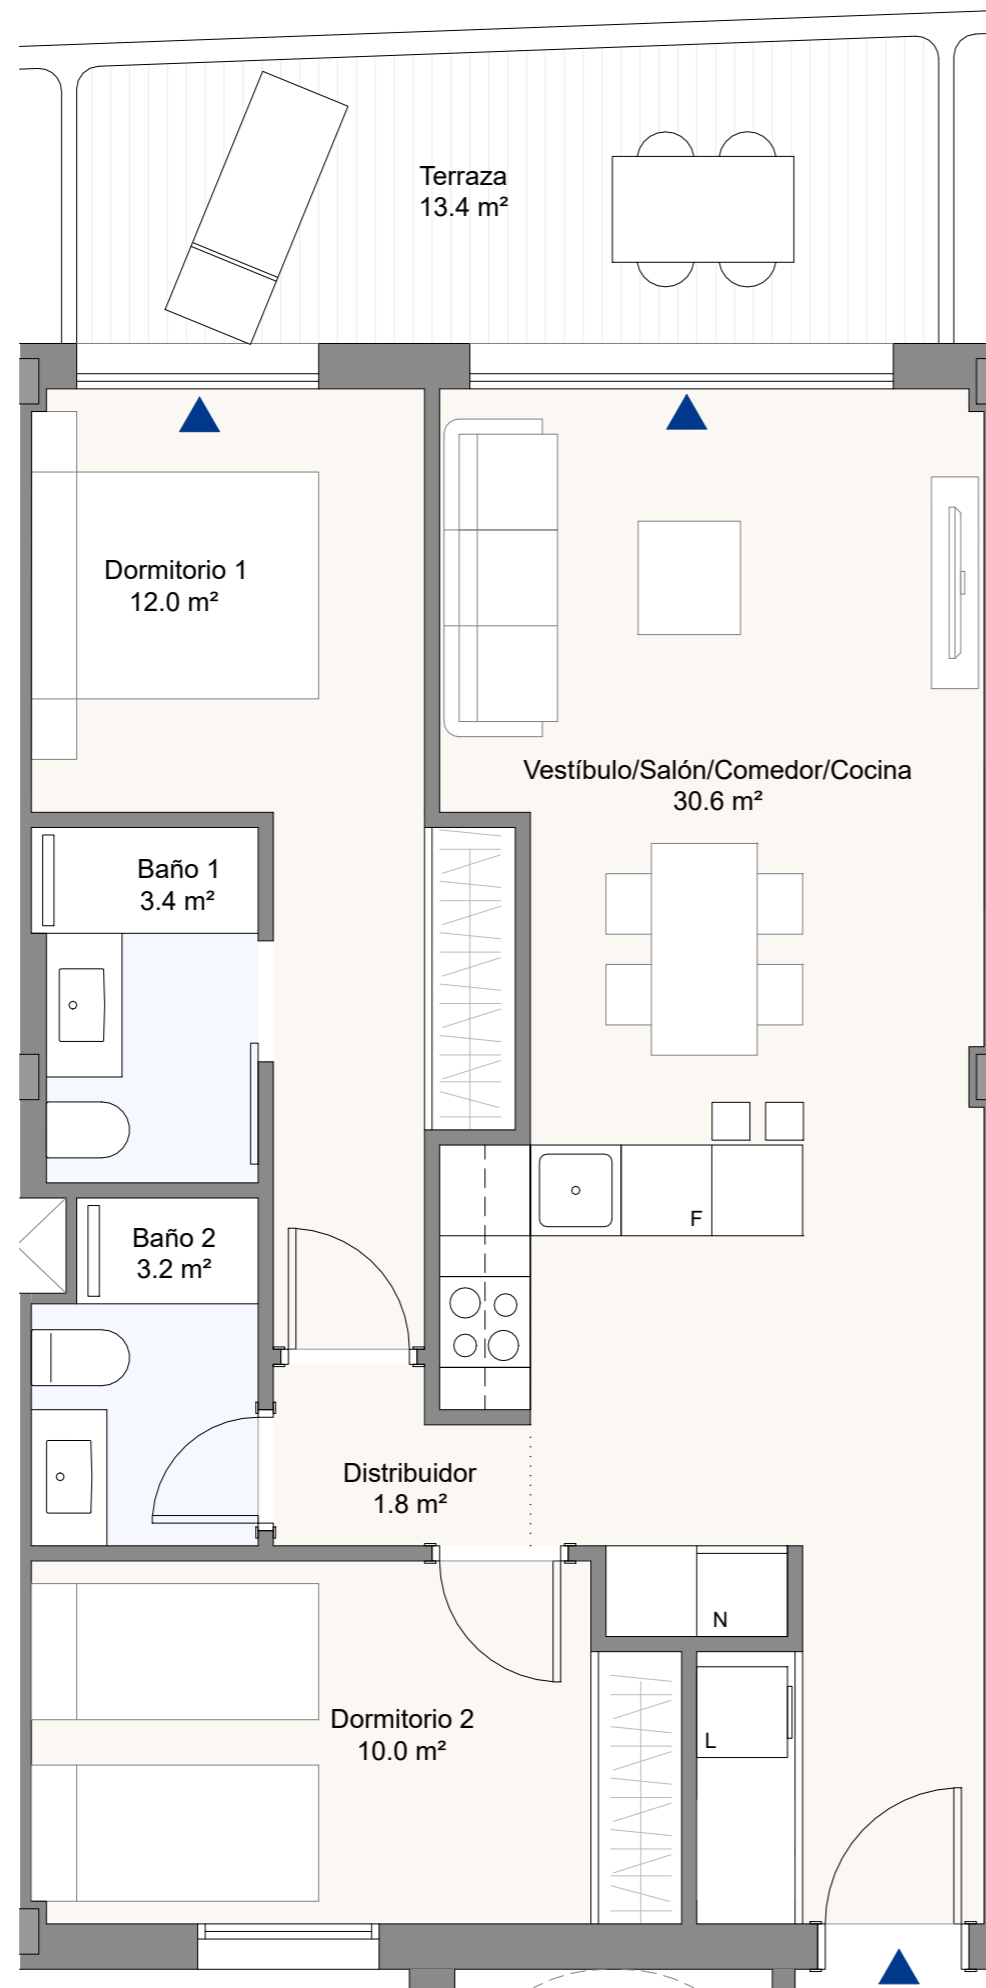 Terraza
13.4 m²
Dormitorio 1
12.0 m²
Vestíbulo/Salón/Comedor/Cocina
30.6 m²
Baño 1
3.4 m²
F
Baño 2
3.2 m²
Distribuidor
1.8 m²
N
Dormitorio 2
10.0 m²
L